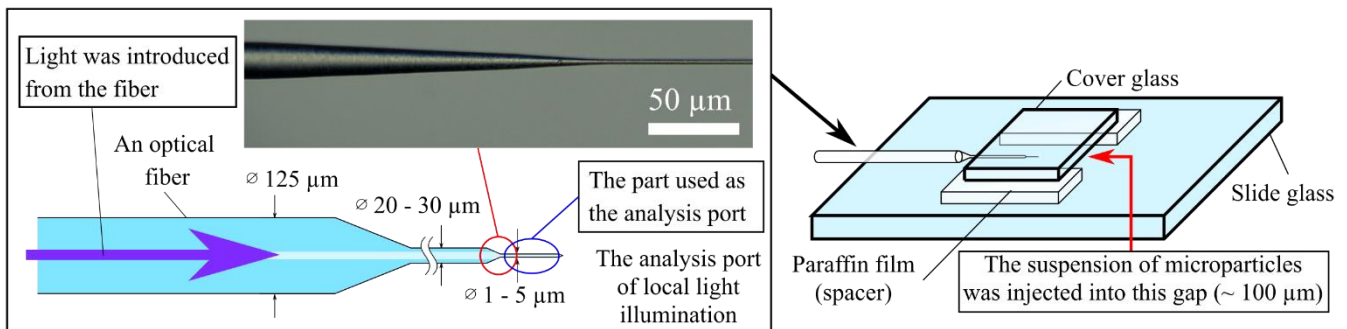 Light was introduced
from the fiber
An optical
fiber
⌀ 125 µm
⌀ 20 - 30 µm
⌀ 1 - 5 µm
50 µm
The part used as
the analysis port
The analysis port
of local light
illumination
Cover glass
Slide glass
Paraffin film
(spacer)
The suspension of microparticles
was injected into this gap (~ 100 µm)